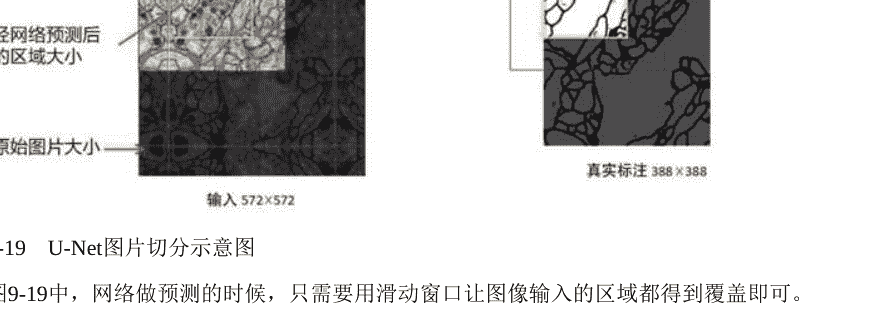 经网络预测后
的区域大小
原始图片大小
输入 572×572
真实标注 388×388
-19 U-Net图片切分示意图
图9-19中，网络做预测的时候，只需要用滑动窗口让图像输入的区域都得到覆盖即可。